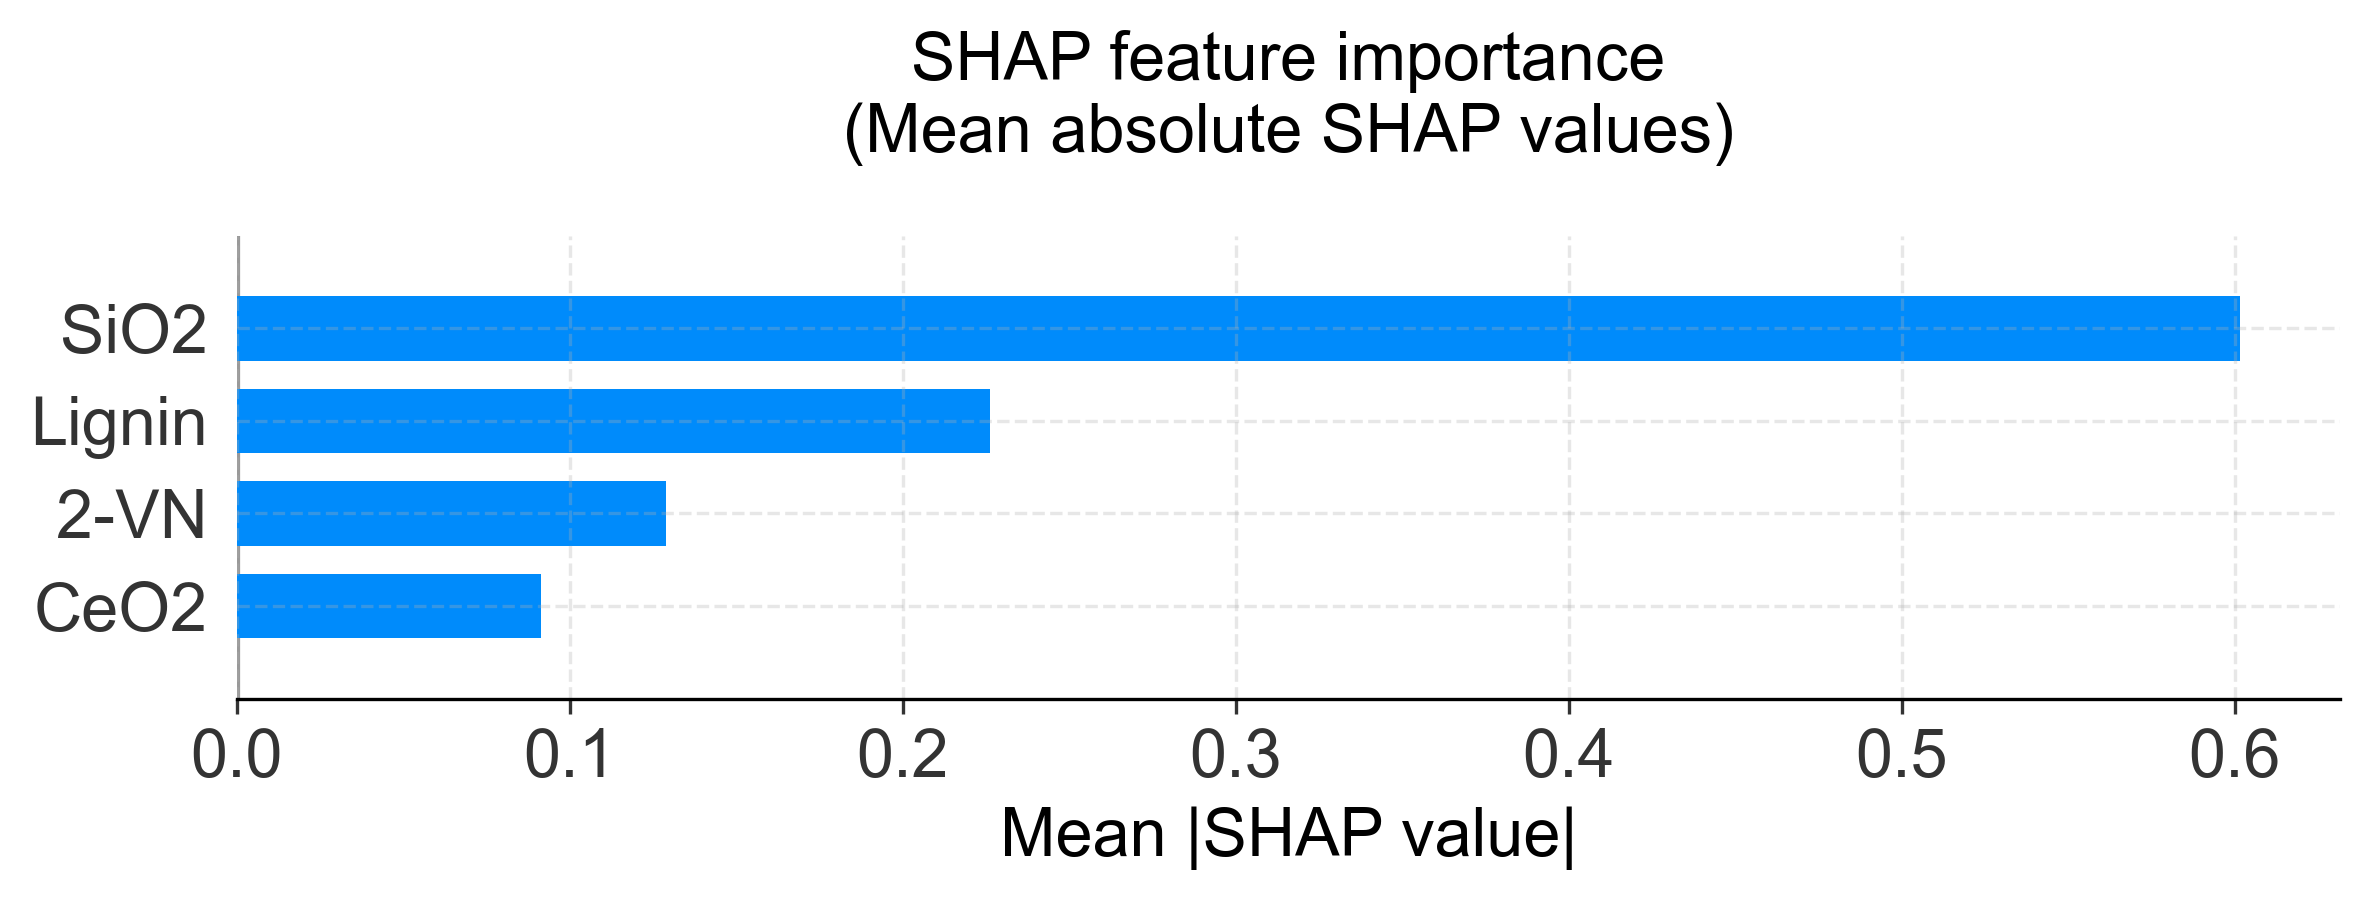 SHAP feature importance
(Mean absolute SHAP values)
SiO2
Lignin
2-VN
CeO2
0.0 0.1 0.2 0.3 0.4 0.5 0.6
Mean |SHAP value|